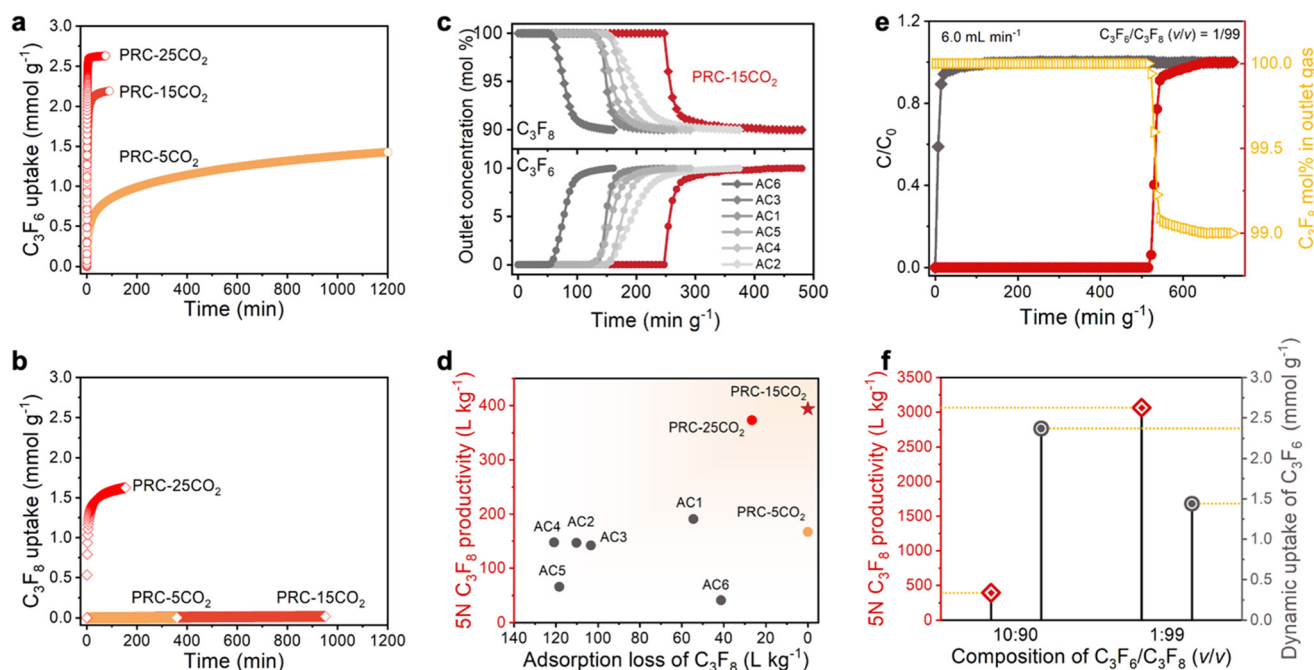 a
C₃F₆ uptake (mmol g⁻¹)
3.0
2.5
2.0
1.5
1.0
0.5
0.0
PRC-25CO₂
PRC-15CO₂
PRC-5CO₂
0 200 400 600 800 1000 1200
Time (min)
b
C₃F₈ uptake (mmol g⁻¹)
3.0
2.5
2.0
1.5
1.0
0.5
0.0
PRC-25CO₂
PRC-5CO₂
PRC-15CO₂
0 200 400 600 800 1000 1200
Time (min)
c
Outlet concentration (mol %)
100
95
90
PRC-15CO₂
C₃F₈
10
5
0
C₃F₆
AC6
AC3
AC1
AC5
AC4
AC2
0 100 200 300 400 500
Time (min g⁻¹)
d
5N C₃F₈ productivity (L kg⁻¹)
400
350
300
250
200
150
100
50
0
PRC-15CO₂
PRC-25CO₂
AC1
PRC-5CO₂
AC4
AC2
AC3
AC5
AC6
140 120 100 80 60 40 20 0
Adsorption loss of C₃F₈ (L kg⁻¹)
e
C/C₀
1.2
0.8
0.4
0.0
6.0 mL min⁻¹
C₃F₆/C₃F₈ (v/v) = 1/99
100.0
99.5
99.0
C₃F₈ mol% in outlet gas
0 200 400 600
Time (min g⁻¹)
f
5N C₃F₈ productivity (L kg⁻¹)
3500
3000
2500
2000
1500
1000
500
0
3.0
2.5
2.0
1.5
1.0
0.5
0.0
Dynamic uptake of C₃F₆ (mmol g⁻¹)
10:90 1:99
Composition of C₃F₆/C₃F₈ (v/v)